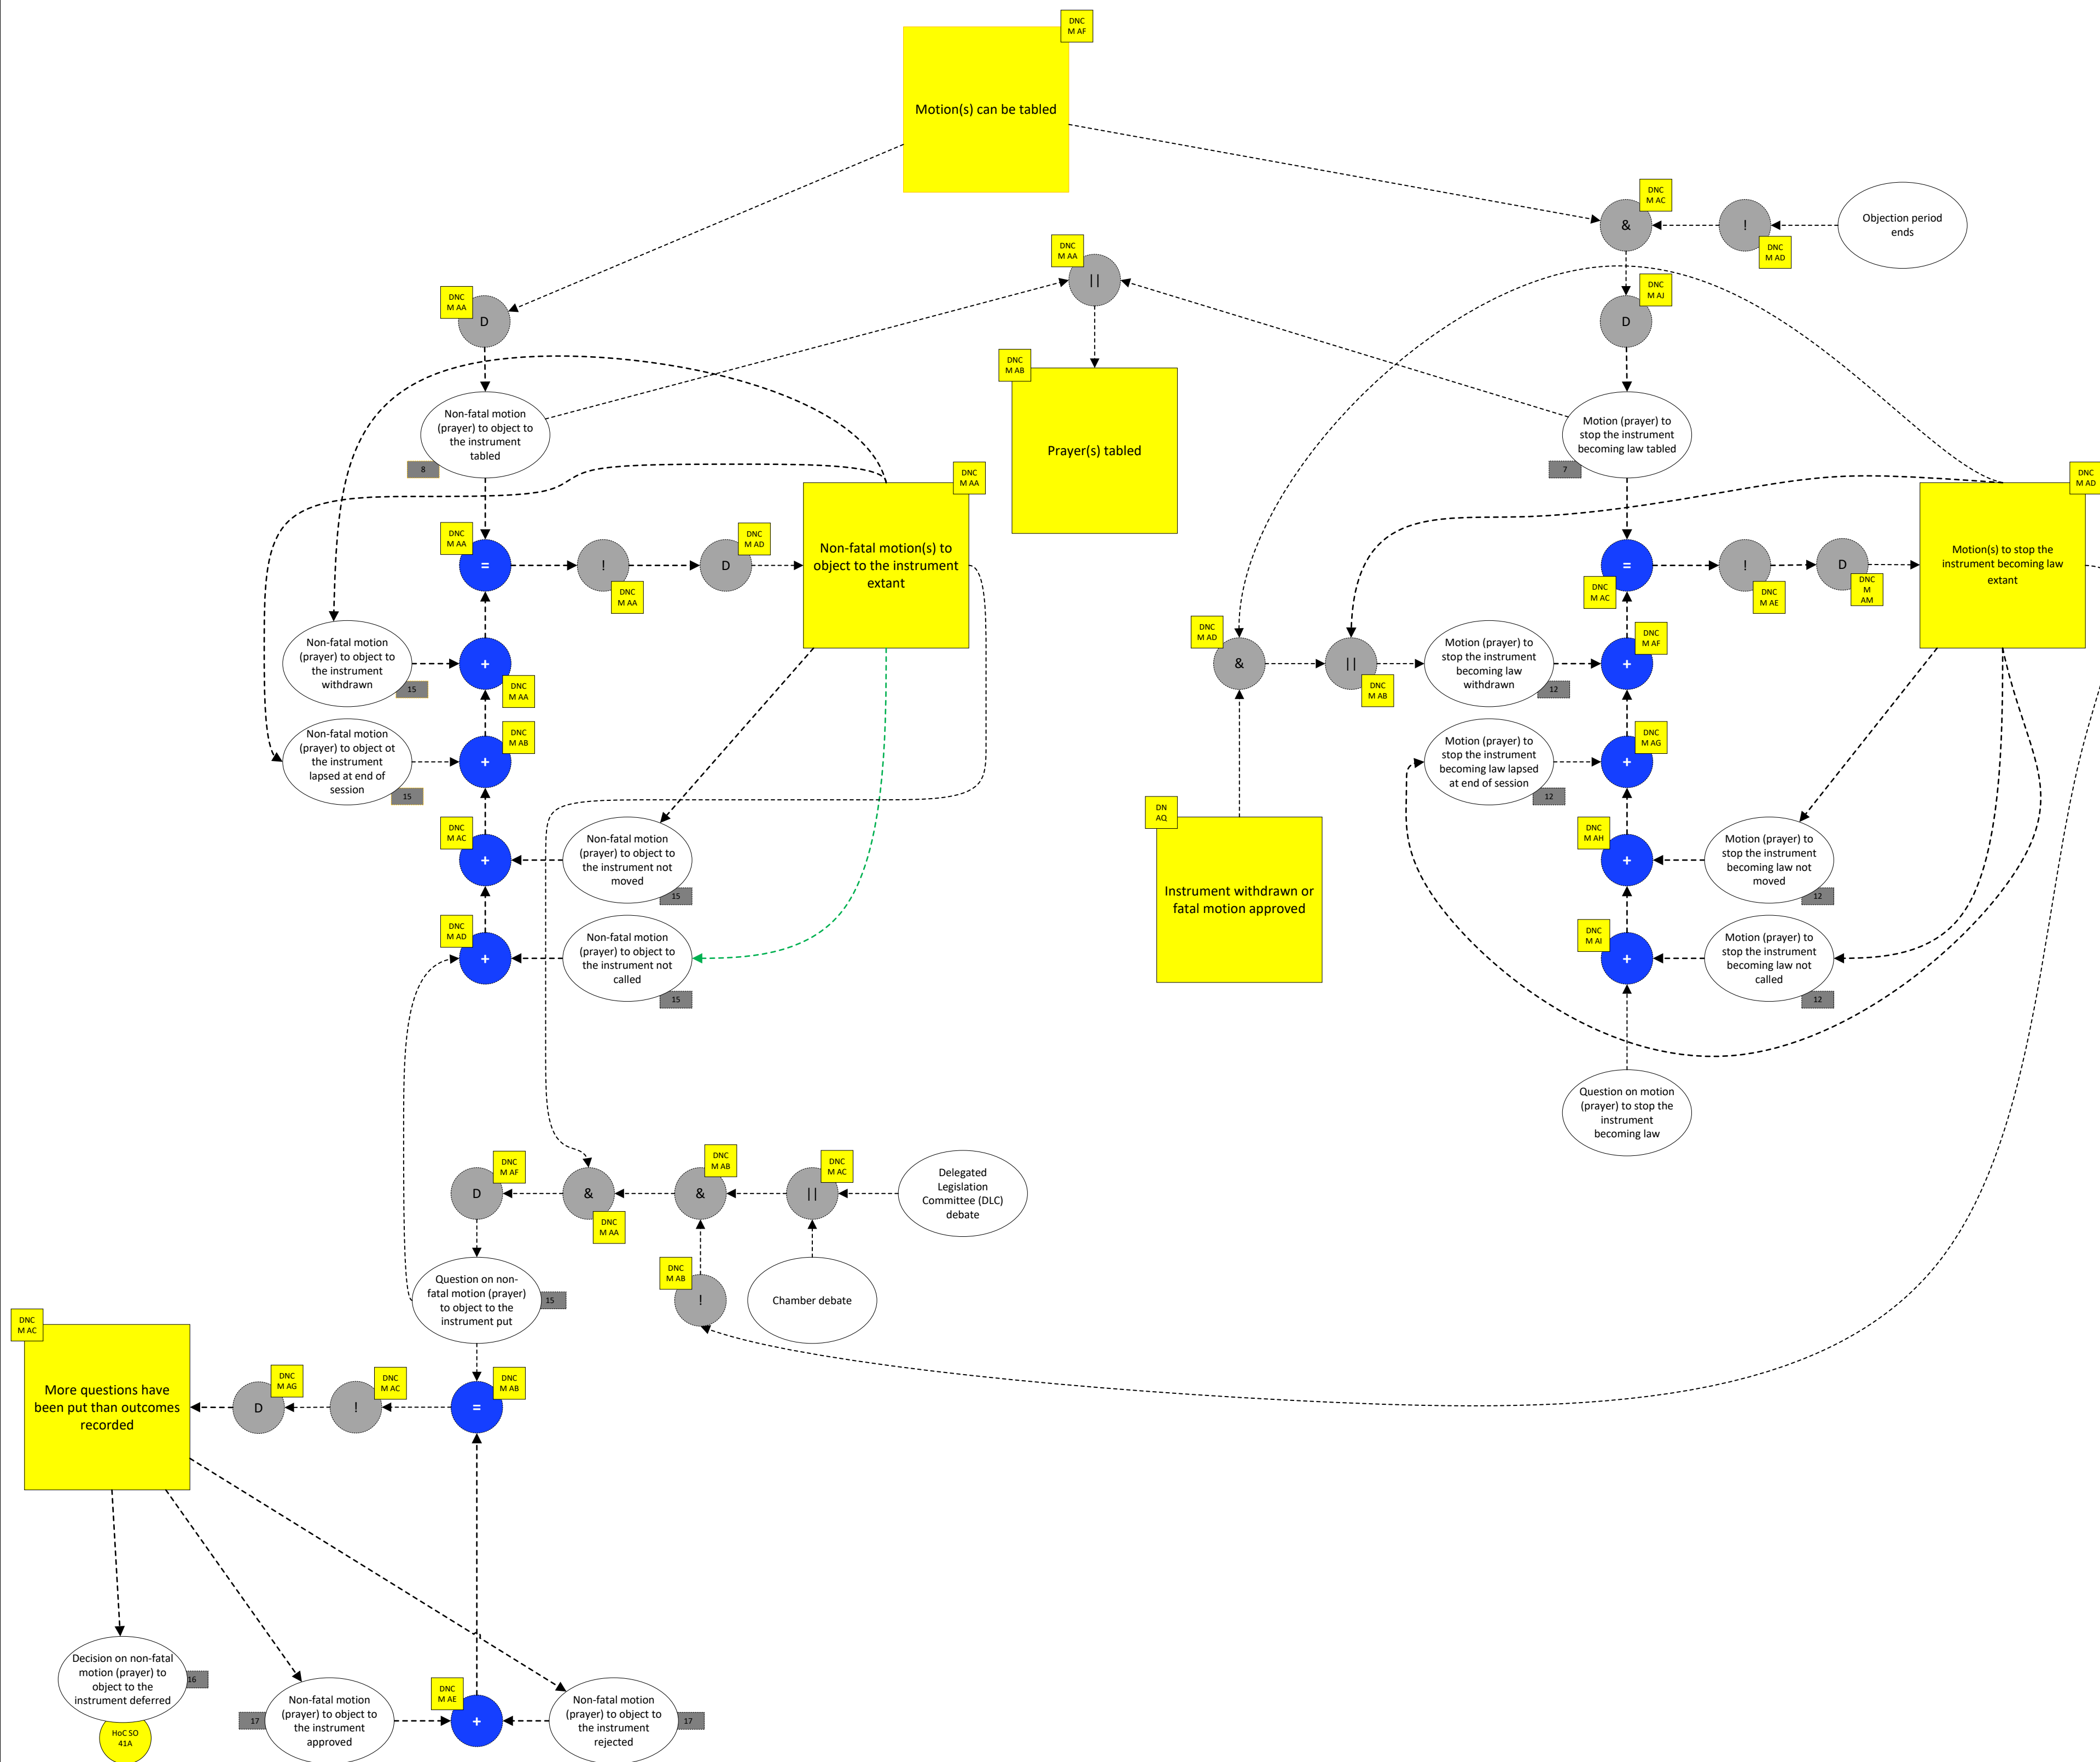 DNC
M AF
Motion(s) can be tabled
DNC
M AC
&
!
DNC
M AD
Objection period
ends
DNC
M AA
||
DNC
M AA
D
DNC
M AJ
D
DNC
M AB
Prayer(s) tabled
Non-fatal motion
(prayer) to object to
the instrument
tabled
8
Motion (prayer) to
stop the instrument
becoming law tabled
7
DNC
M AA
Non-fatal motion(s) to
object to the instrument
extant
DNC
M AD
Motion(s) to stop the
instrument becoming law
extant
DNC
M AA
=
!
DNC
M AA
DNC
M AD
D
=
DNC
M AC
!
DNC
M AE
D
DNC
M
AM
Non-fatal motion
(prayer) to object to
the instrument
withdrawn
15
+
DNC
M AA
DNC
M AD
&
||
DNC
M AB
Motion (prayer) to
stop the instrument
becoming law
withdrawn
12
DNC
M AF
+
Non-fatal motion
(prayer) to object ot
the instrument
lapsed at end of
session
15
DNC
M AB
+
Motion (prayer) to
stop the instrument
becoming law lapsed
at end of session
12
DNC
M AG
+
DNC
M AC
+
Non-fatal motion
(prayer) to object to
the instrument not
moved
15
DN
AQ
Instrument withdrawn or
fatal motion approved
DNC
M AH
+
Motion (prayer) to
stop the instrument
becoming law not
moved
12
DNC
M AD
+
Non-fatal motion
(prayer) to object to
the instrument not
called
15
DNC
M AI
+
Motion (prayer) to
stop the instrument
becoming law not
called
12
Question on motion
(prayer) to stop the
instrument
becoming law
DNC
M AF
D
&
DNC
M AA
DNC
M AB
&
DNC
M AC
||
Delegated
Legislation
Committee (DLC)
debate
Question on non-
fatal motion (prayer)
to object to the
instrument put
15
DNC
M AB
!
Chamber debate
DNC
M AC
More questions have
been put than outcomes
recorded
DNC
M AG
D
DNC
M AC
!
DNC
M AB
=
Decision on non-fatal
motion (prayer) to
object to the
instrument deferred
16
HoC SO
41A
17
Non-fatal motion
(prayer) to object to
the instrument
approved
DNC
M AE
+
Non-fatal motion
(prayer) to object to
the instrument
rejected
17